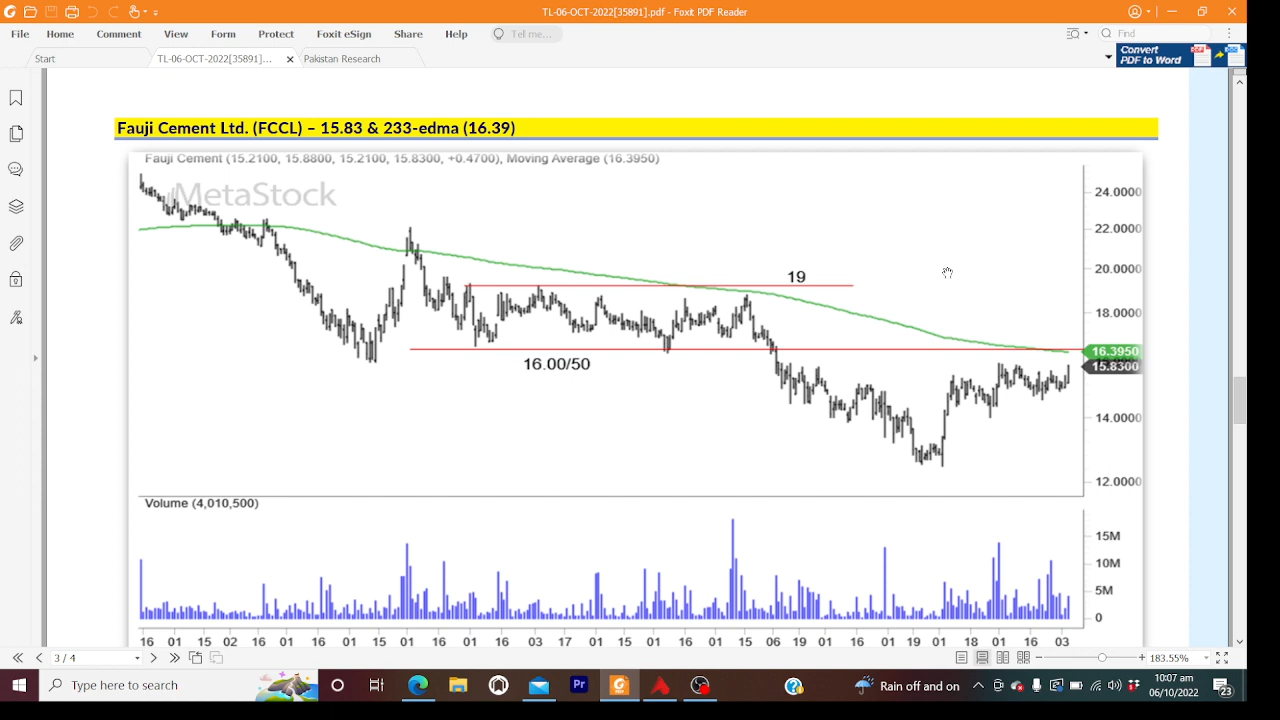 TL-06-OCT-2022[35891].pdf - Foxit PDF Reader
File Home Comment View Form Protect Foxit eSign Share Help Tell me... Find
Start TL-06-OCT-2022[35891]... Pakistan Research
Convert
PDF to Word
Fauji Cement Ltd. (FCCL) – 15.83 & 233-edma (16.39)
Fauji Cement (15.2100, 15.8800, 15.2100, 15.8300, +0.4700), Moving Average (16.3950)
MetaStock
24.0000
22.0000
20.0000
19
18.0000
16.3950
16.00/50
15.8300
14.0000
12.0000
Volume (4,010,500)
15M
10M
5M
0
16 01 15 02 16 01 16 01 15 01 16 01 16 03 17 01 15 01 16 01 15 06 19 01 16 01 19 01 18 01 16 03
3 / 4
183.55%
Type here to search
Pr
Rain off and on
10:07 am
06/10/2022
23